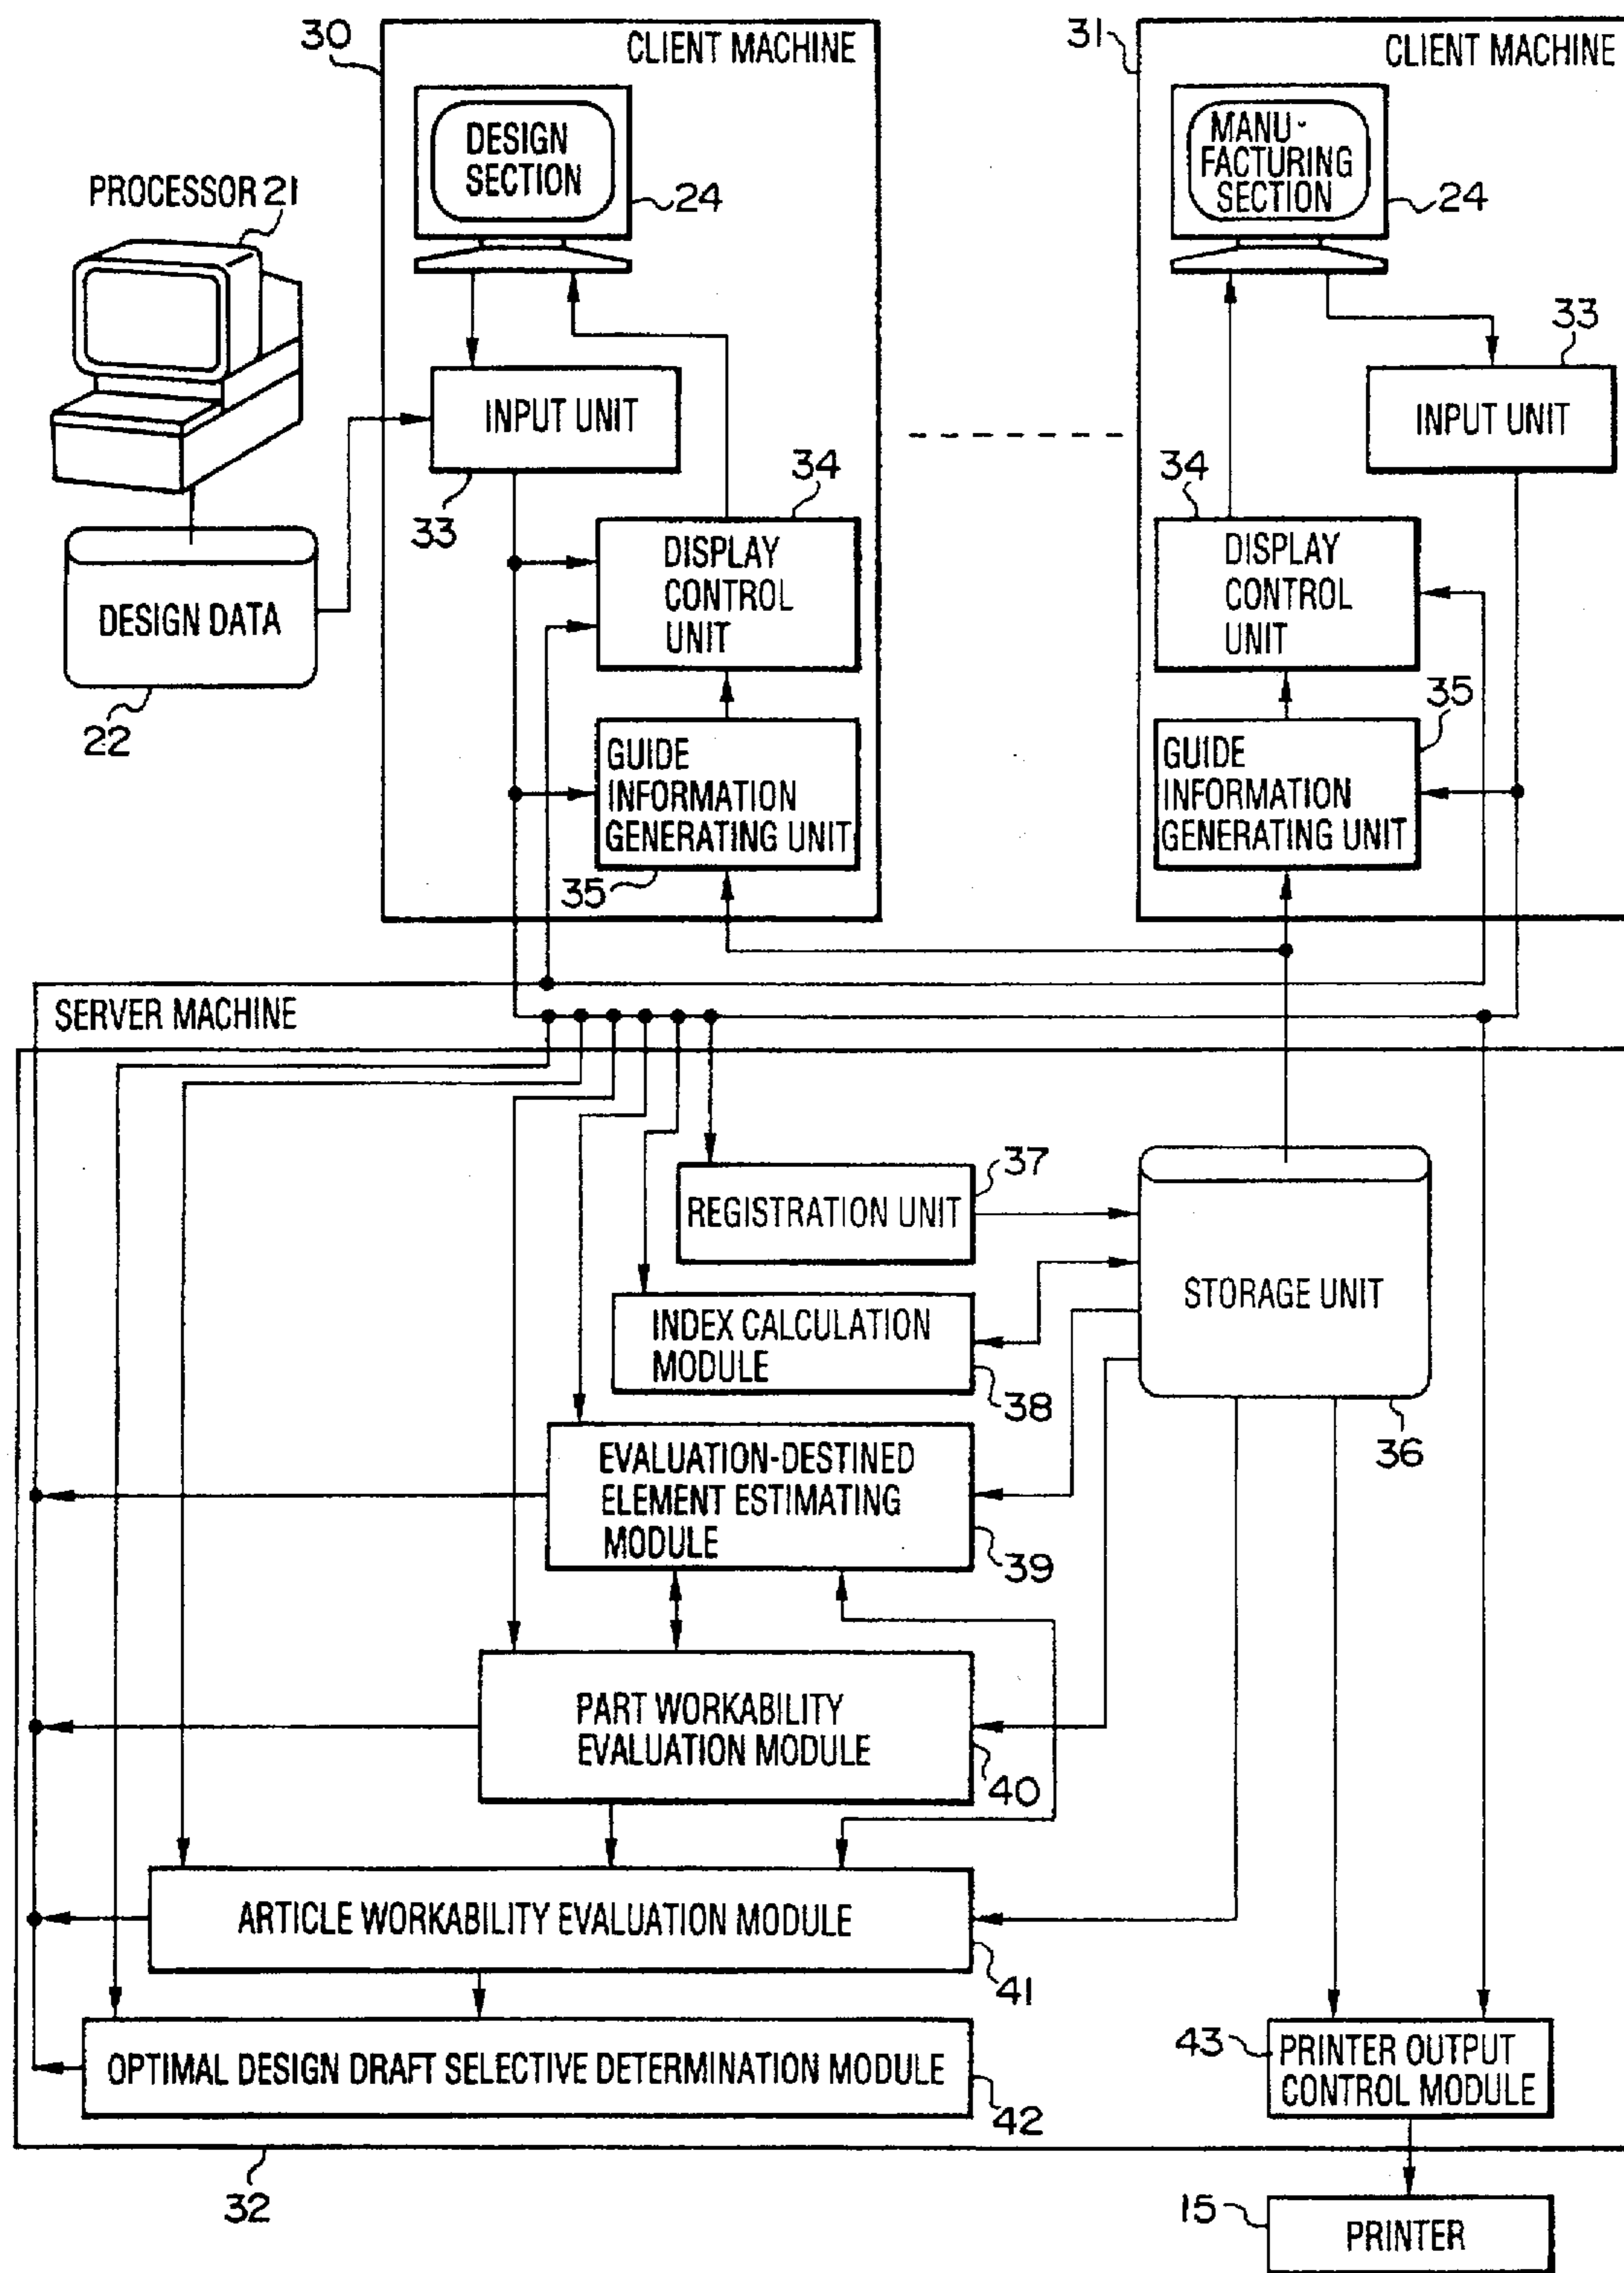 30
CLIENT MACHINE
DESIGN
SECTION
24
PROCESSOR 21
INPUT UNIT
33
34
DISPLAY
CONTROL
UNIT
DESIGN DATA
22
GUIDE
INFORMATION
GENERATING UNIT
35
31
CLIENT MACHINE
MANU-
FACTURING
SECTION
24
33
INPUT UNIT
34
DISPLAY
CONTROL
UNIT
35
GUIDE
INFORMATION
GENERATING UNIT
SERVER MACHINE
37
REGISTRATION UNIT
STORAGE UNIT
36
INDEX CALCULATION
MODULE
38
EVALUATION-DESTINED
ELEMENT ESTIMATING
MODULE
39
PART WORKABILITY
EVALUATION MODULE
40
ARTICLE WORKABILITY EVALUATION MODULE
41
OPTIMAL DESIGN DRAFT SELECTIVE DETERMINATION MODULE
42
43
PRINTER OUTPUT
CONTROL MODULE
32
15
PRINTER